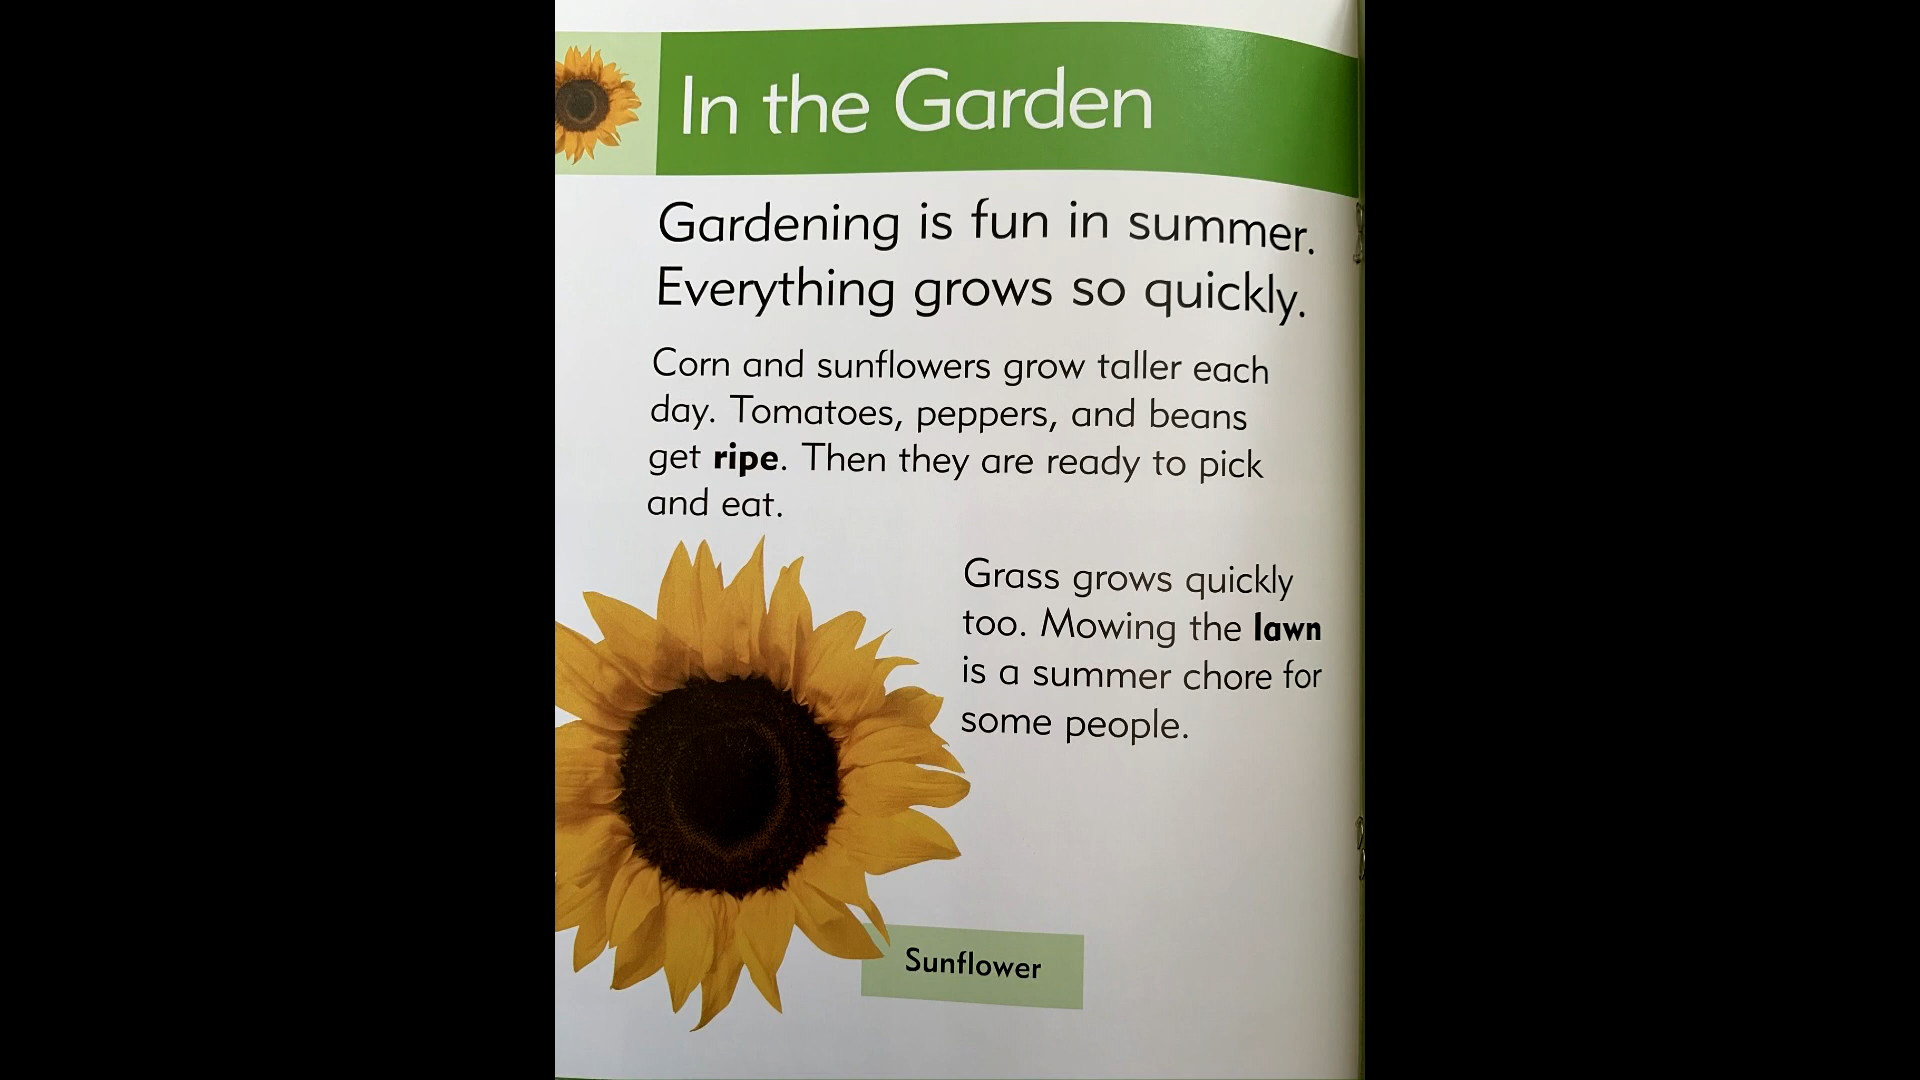 In the Garden
Gardening is fun in summer.
Everything grows so quickly.
Corn and sunflowers grow taller each
day. Tomatoes, peppers, and beans
get ripe. Then they are ready to pick
and eat.
Grass grows quickly
too. Mowing the lawn
is a summer chore for
some people.
Sunflower